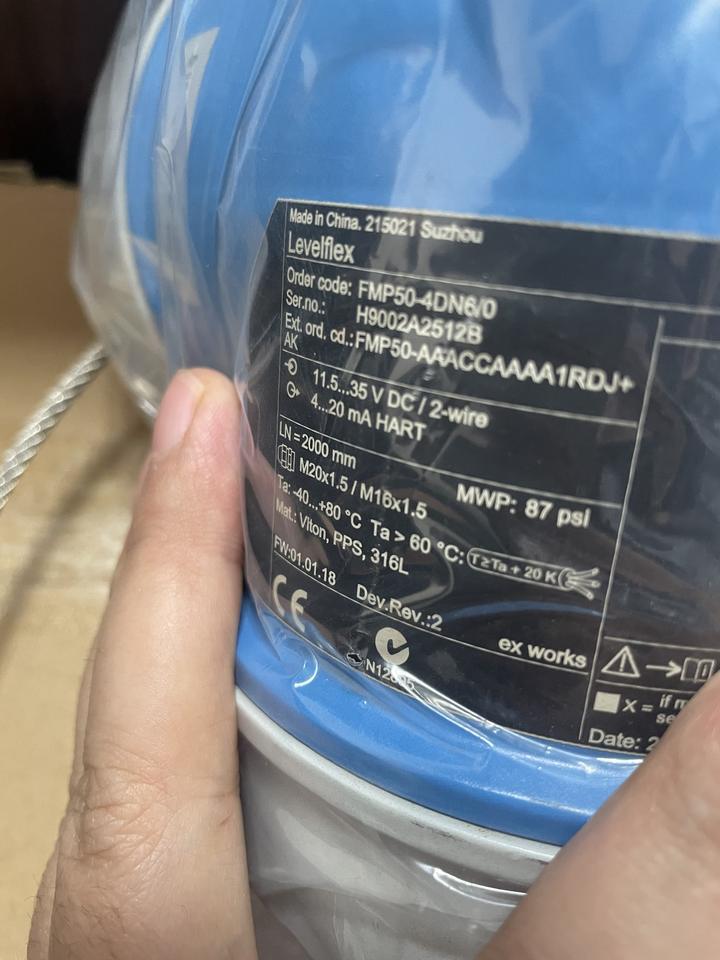 Made in China. 215021 Suzhou
Levelflex
Order code: FMP50-4DN6/0
Ser.no.: H9002A2512B
Ext. ord. cd.: FMP50-AAACCAAAA1RDJ+
AK
11.5...35 V DC / 2-wire
4...20 mA HART
LN = 2000 mm
MWP: 87 psi
M20x1.5 / M16x1.5
Ta: -40...+80 °C Ta > 60 °C: T≥Ta + 20 K
Mat.: Viton, PPS, 316L
FW:01.01.18 Dev.Rev.:2
ex works
CE
x = if
Date: 2